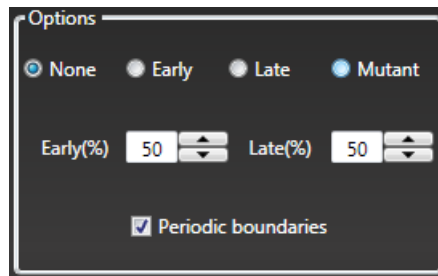 Options
None Early Late Mutant
Early(%) 50 Late(%) 50
Periodic boundaries